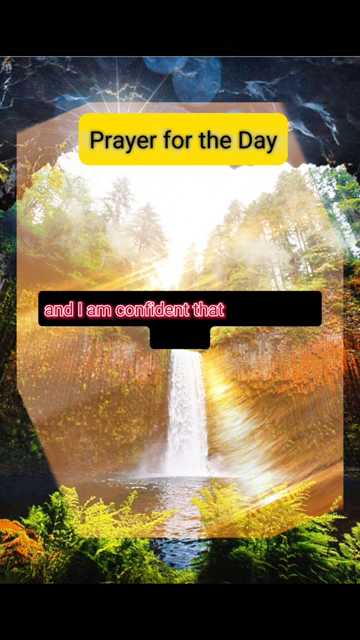 Prayer for the Day
and I am confident that